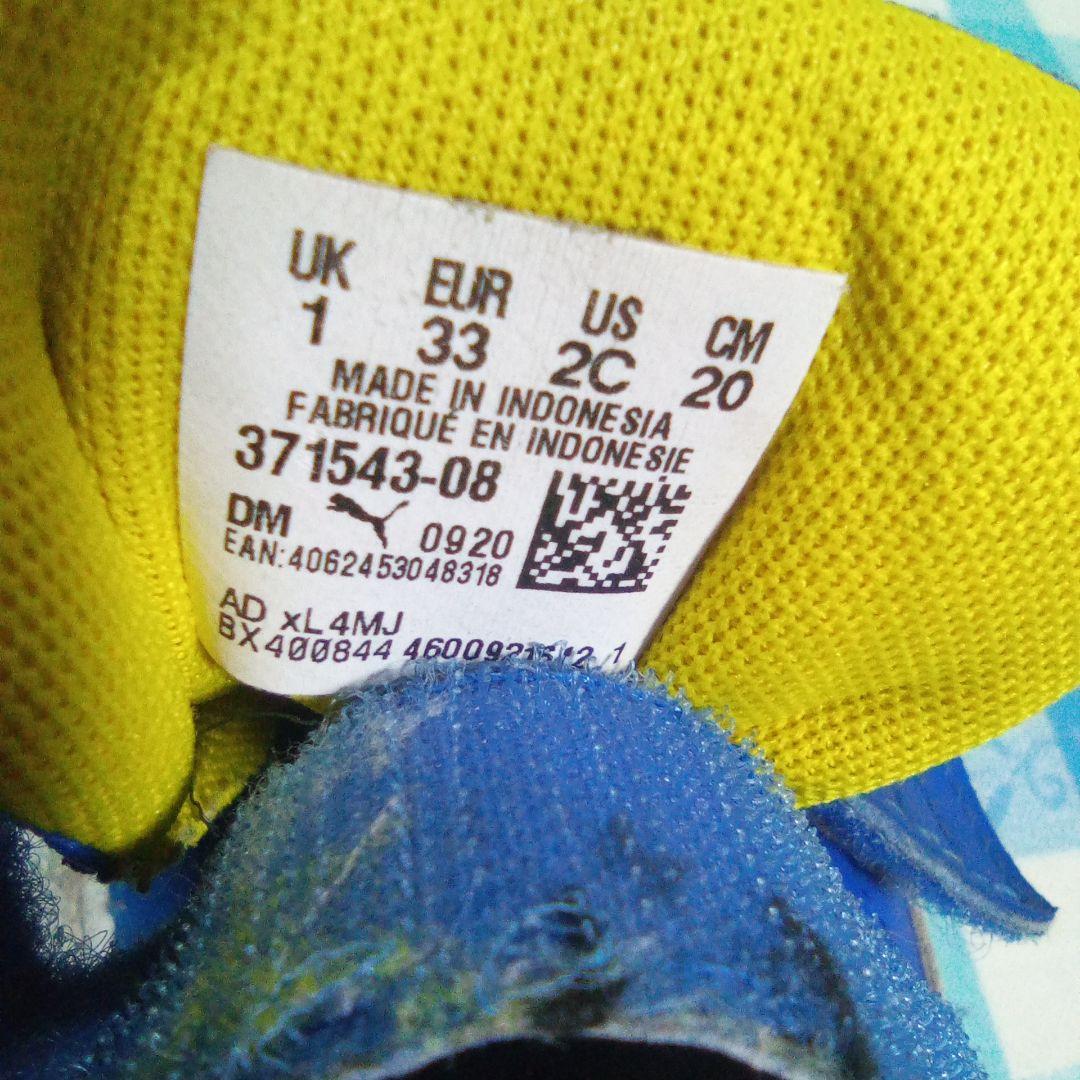 UK EUR US CM
1 33 2C 20
MADE IN INDONESIA
FABRIQUÉ EN INDONESIE
371543-08
DM 0920
EAN:4062453048318
AD xL4MJ
BX400844